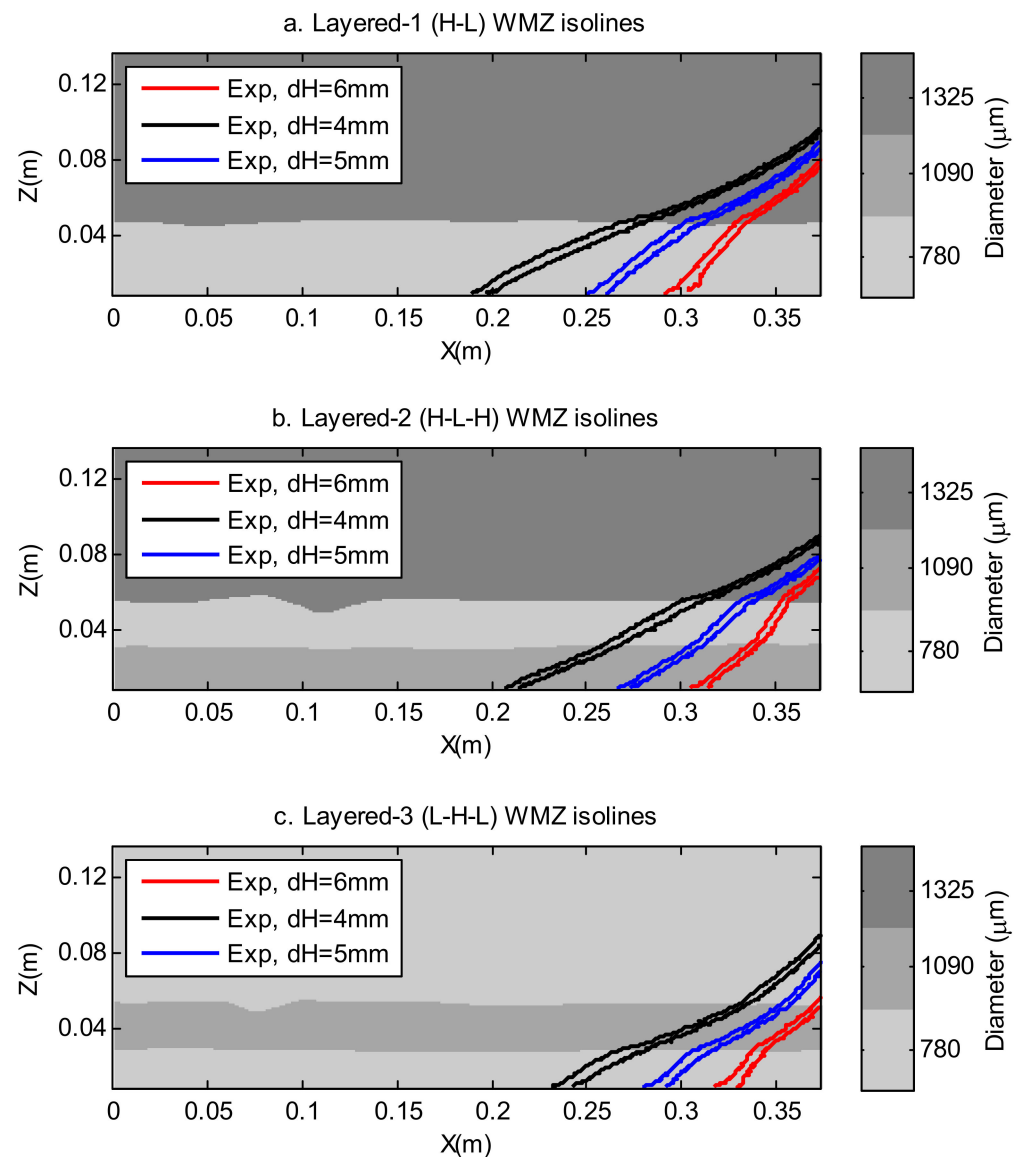 a. Layered-1 (H-L) WMZ isolines
Exp, dH=6mm
Exp, dH=4mm
Exp, dH=5mm
0.12
0.08
0.04
Z(m)
0 0.05 0.1 0.15 0.2 0.25 0.3 0.35
X(m)
1325
1090
780
Diameter (μm)
b. Layered-2 (H-L-H) WMZ isolines
Exp, dH=6mm
Exp, dH=4mm
Exp, dH=5mm
0.12
0.08
0.04
Z(m)
0 0.05 0.1 0.15 0.2 0.25 0.3 0.35
X(m)
1325
1090
780
Diameter (μm)
c. Layered-3 (L-H-L) WMZ isolines
Exp, dH=6mm
Exp, dH=4mm
Exp, dH=5mm
0.12
0.08
0.04
Z(m)
0 0.05 0.1 0.15 0.2 0.25 0.3 0.35
X(m)
1325
1090
780
Diameter (μm)